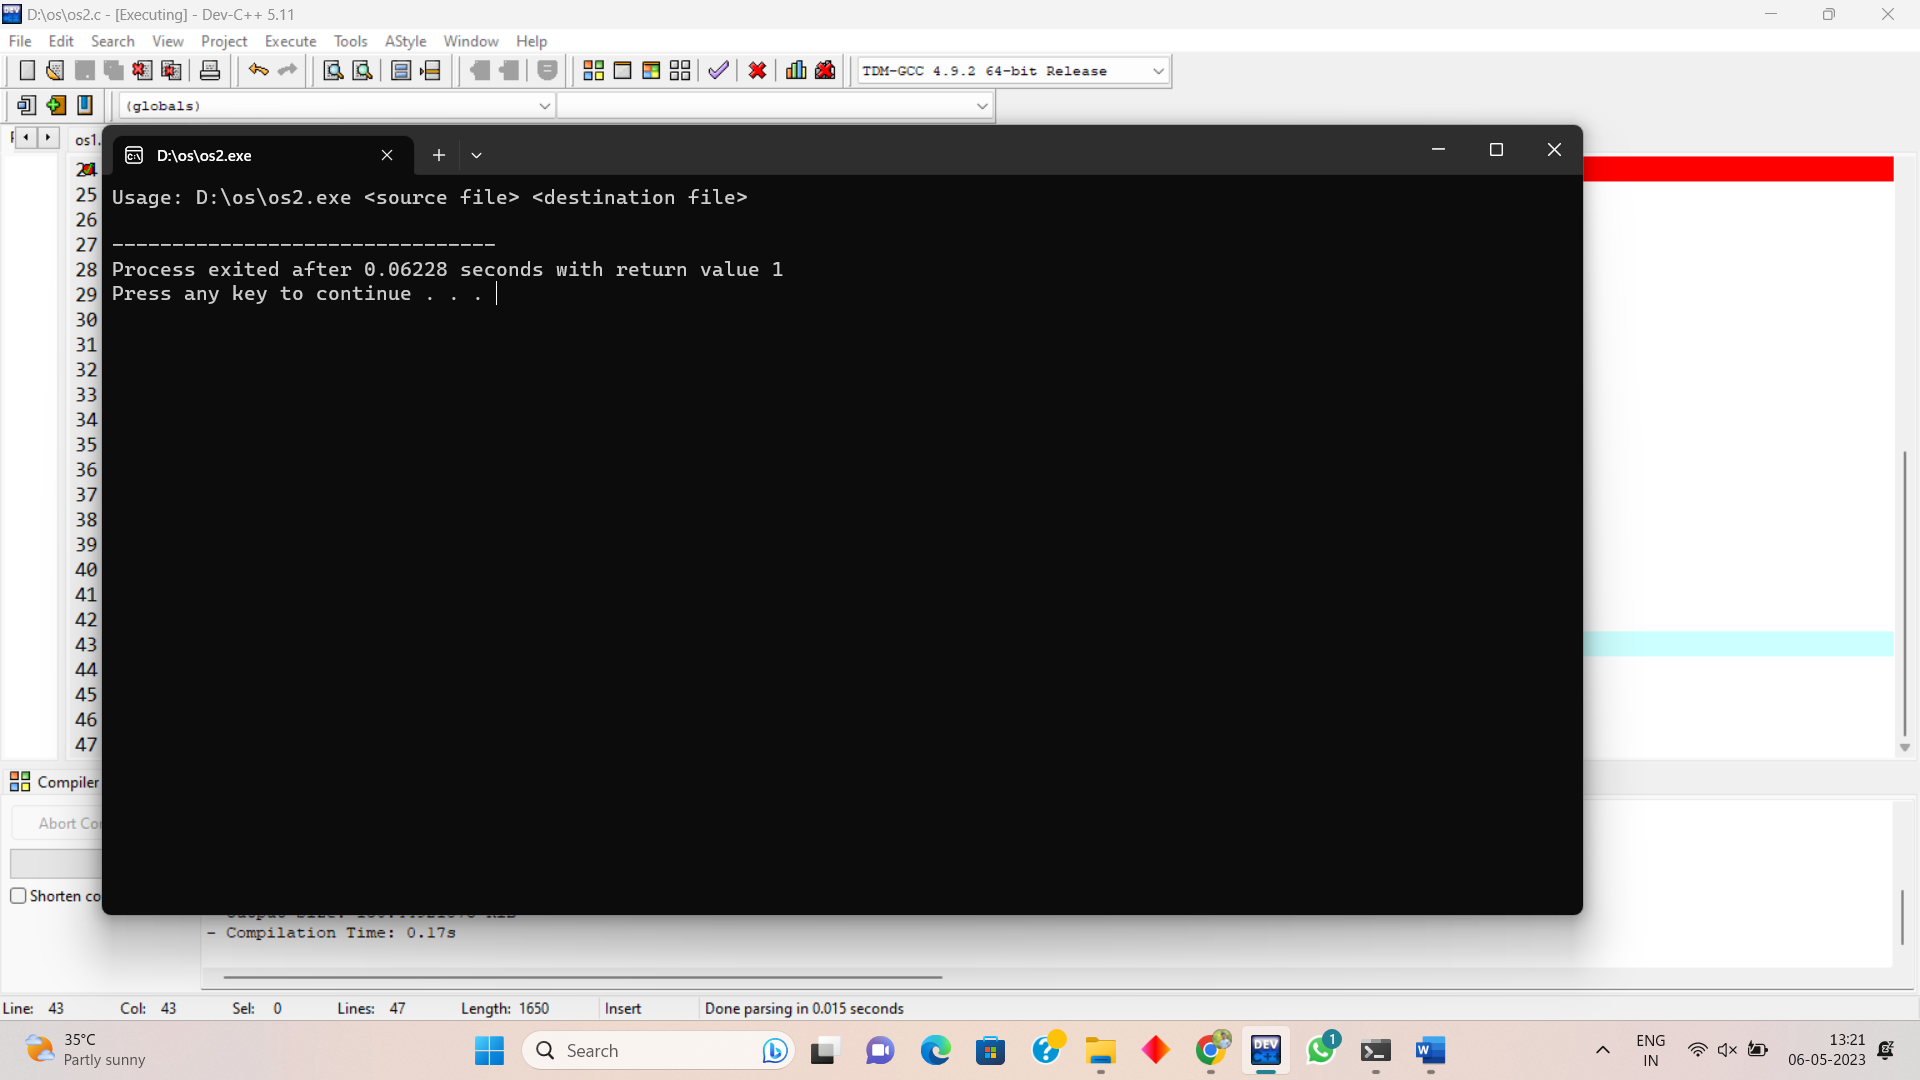 D:\os\os2.c - [Executing] - Dev-C++ 5.11
File Edit Search View Project Execute Tools AStyle Window Help
TDM-GCC 4.9.2 64-bit Release
(globals)
os1.
D:\os\os2.exe
Usage: D:\os\os2.exe <source file> <destination file>
--------------------------------
Process exited after 0.06228 seconds with return value 1
Press any key to continue . . .
24
25
26
27
28
29
30
31
32
33
34
35
36
37
38
39
40
41
42
43
44
45
46
47
Compiler
Abort Co
Shorten co
- Compilation Time: 0.17s
Line: 43 Col: 43 Sel: 0 Lines: 47 Length: 1650 Insert Done parsing in 0.015 seconds
35°C
Partly sunny
Search
DEV
C++
1
ENG
IN
13:21
06-05-2023